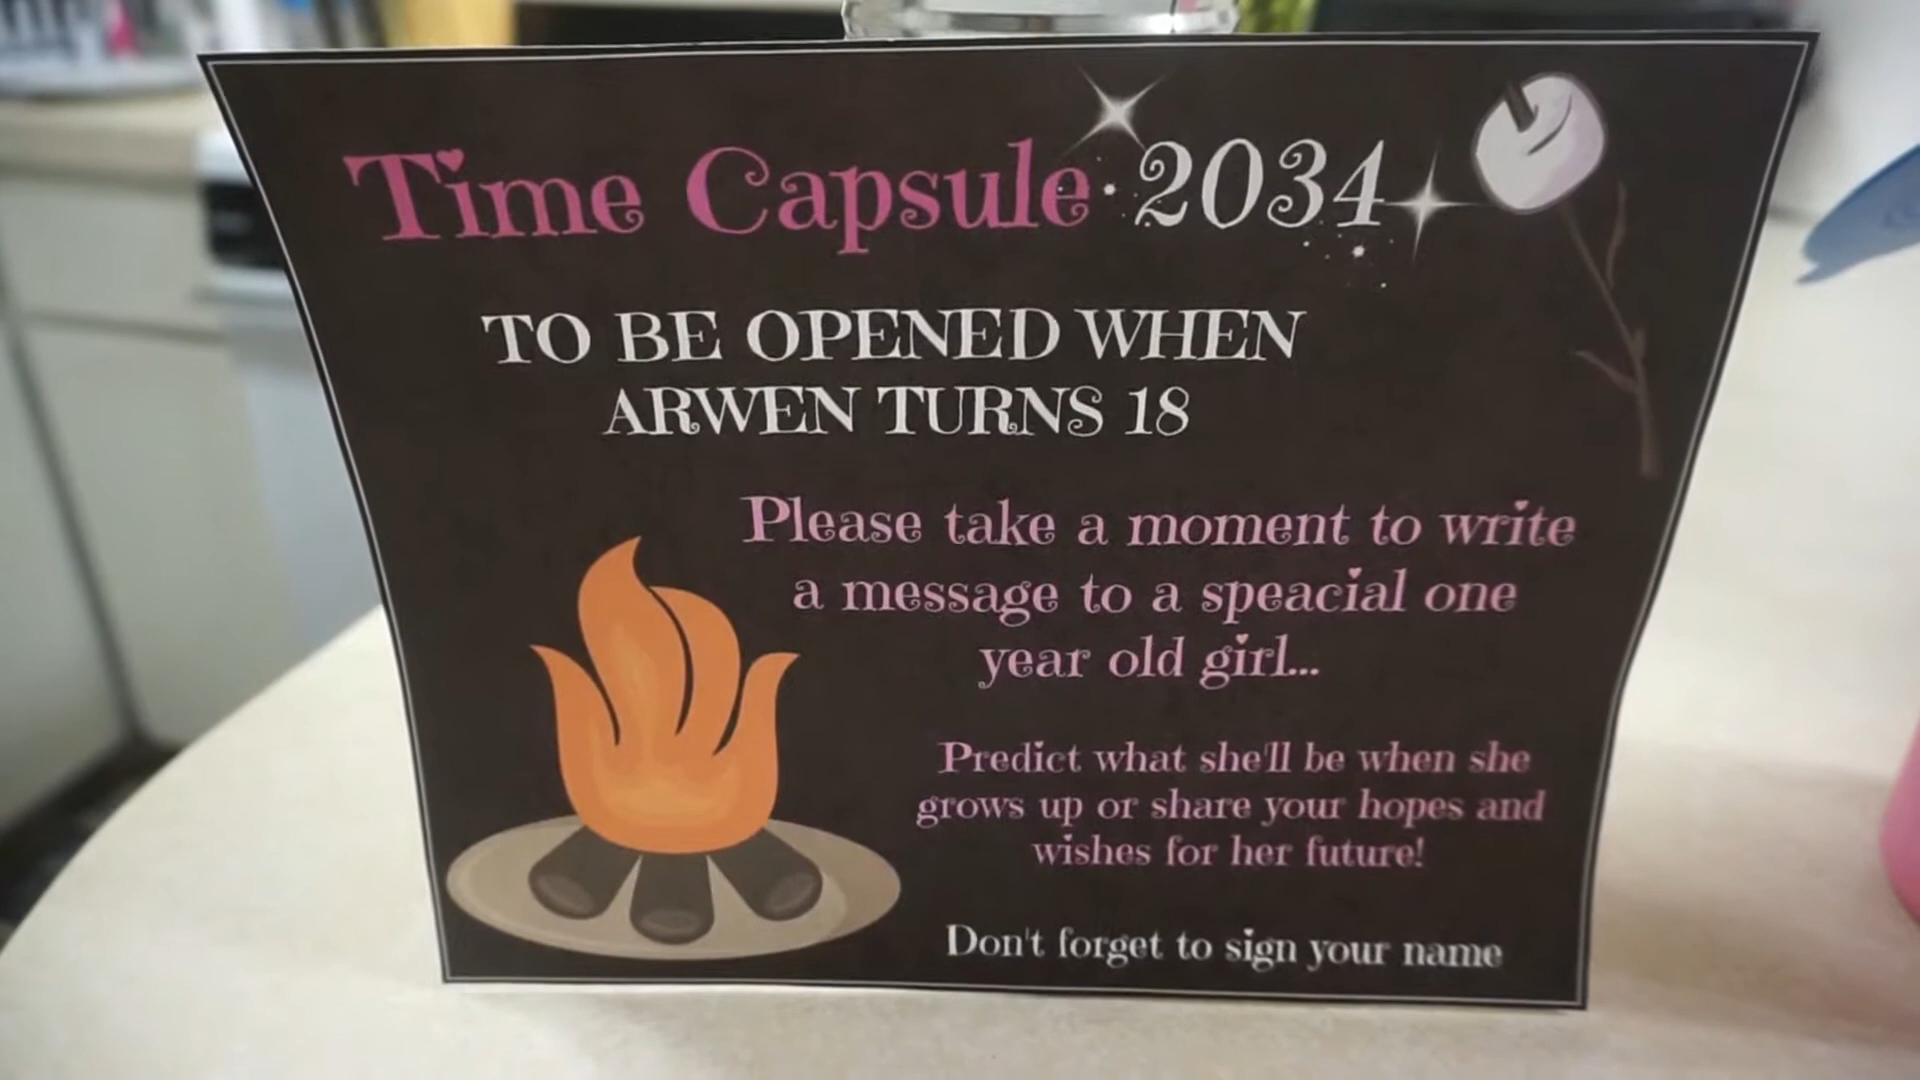 Time Capsule 2034
TO BE OPENED WHEN
ARWEN TURNS 18
Please take a moment to write
a message to a speacial one
year old girl...
Predict what she'll be when she
grows up or share your hopes and
wishes for her future!
Don't forget to sign your name